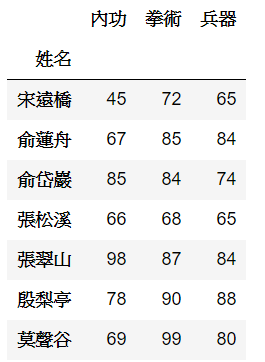 內功 拳術 兵器
姓名
宋遠橋 45 72 65
俞蓮舟 67 85 84
俞岱巖 85 84 74
張松溪 66 68 65
張翠山 98 87 84
殷梨亭 78 90 88
莫聲谷 69 99 80